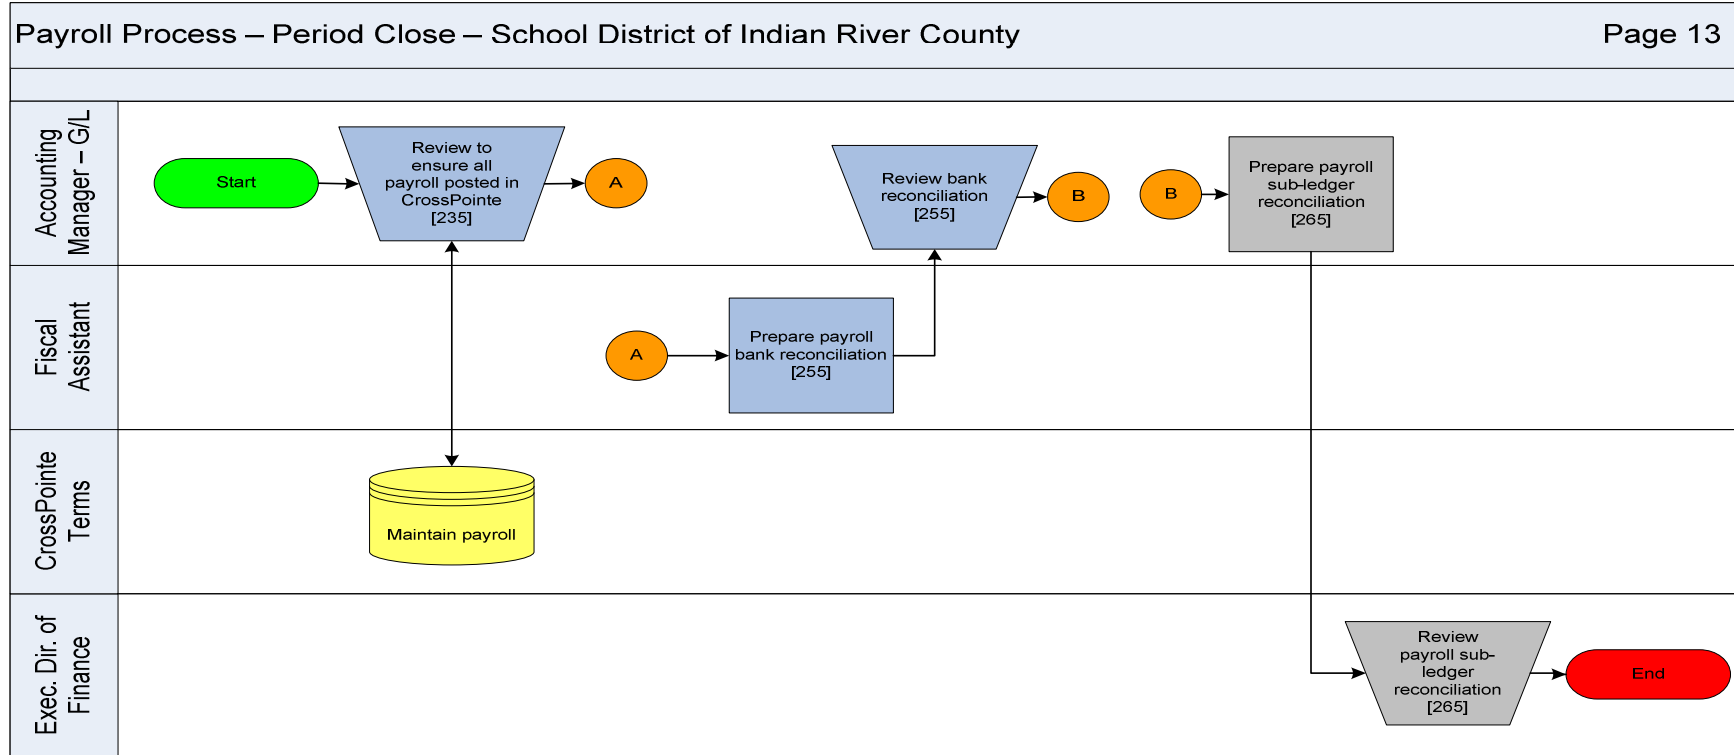 Payroll Process – Period Close – School District of Indian River County
Page 13
Accounting
Manager – G/L
Start
Review to
ensure all
payroll posted in
CrossPointe
[235]
A
Review bank
reconciliation
[255]
B
B
Prepare payroll
sub-ledger
reconciliation
[265]
Fiscal
Assistant
A
Prepare payroll
bank reconciliation
[255]
CrossPointe
Terms
Maintain payroll
Exec. Dir. of
Finance
Review
payroll sub-
ledger
reconciliation
[265]
End